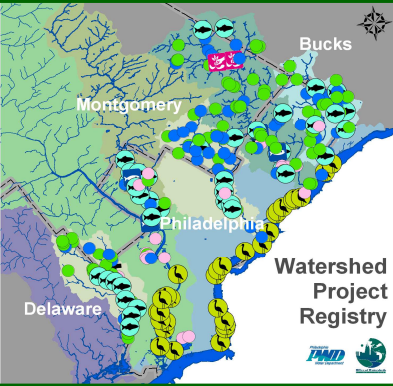 Bucks
Montgomery
Philadelphia
Delaware
Watershed
Project
Registry
PWD